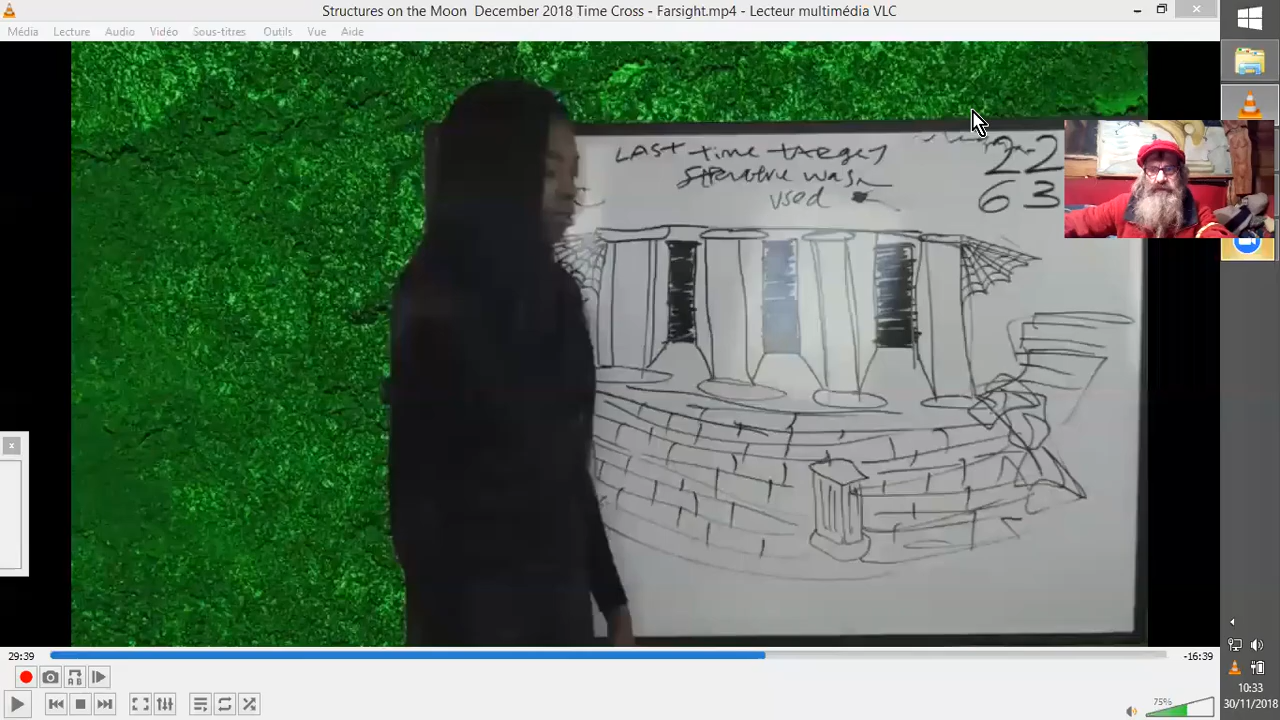 Structures on the Moon  December 2018 Time Cross - Farsight.mp4 - Lecteur multimédia VLC
Média Lecture Audio Vidéo Sous-titres Outils Vue Aide
LAST time target
was
used
22
63
29:39
-16:39
75%
10:33
30/11/2018